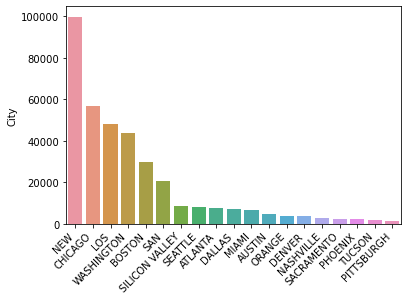 100000
80000
60000
40000
20000
0
City
NEW
CHICAGO
LOS
WASHINGTON
BOSTON
SAN
SILICON VALLEY
SEATTLE
ATLANTA
DALLAS
MIAMI
AUSTIN
ORANGE
DENVER
NASHVILLE
SACRAMENTO
PHOENIX
TUCSON
PITTSBURGH